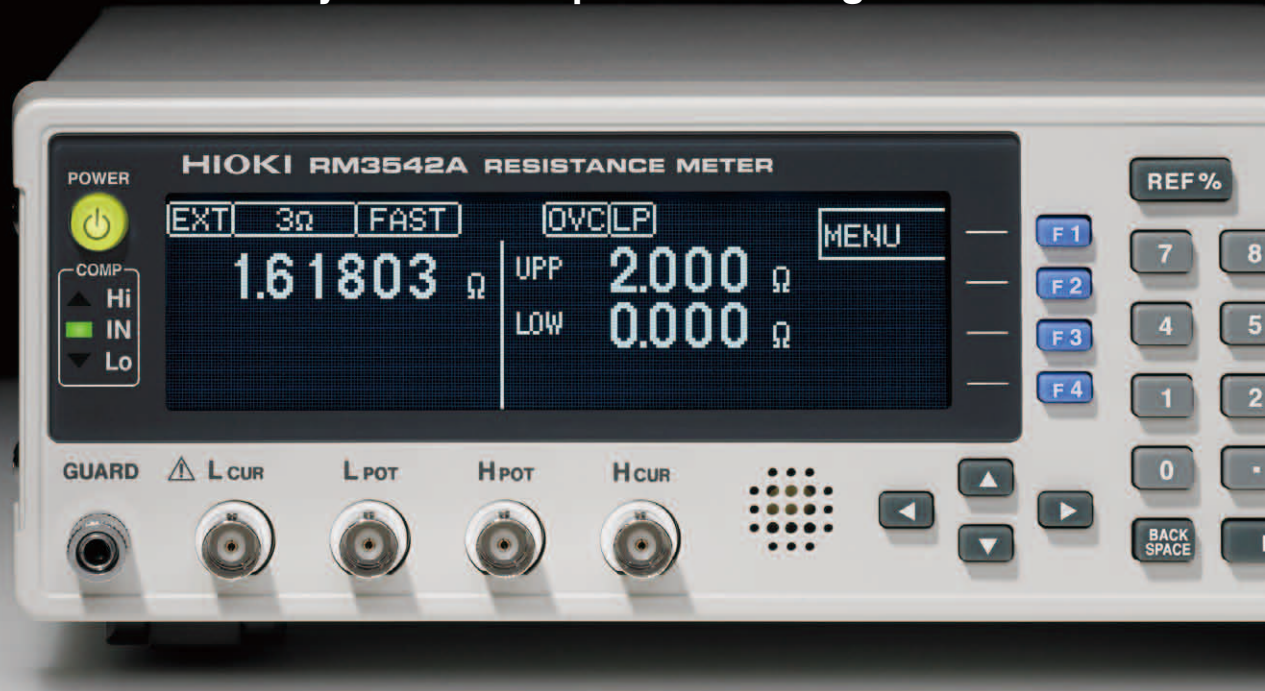 HIOKI RM3542A RESISTANCE METER
POWER
EXT 3Ω FAST OVC LP MENU
1.61803 Ω
UPP 2.000 Ω
LOW 0.000 Ω
COMP
Hi
IN
Lo
REF%
F1
F2
F3
F4
7 8
4 5
1 2
0 .
BACK
SPACE
GUARD
L CUR
L POT
H POT
H CUR